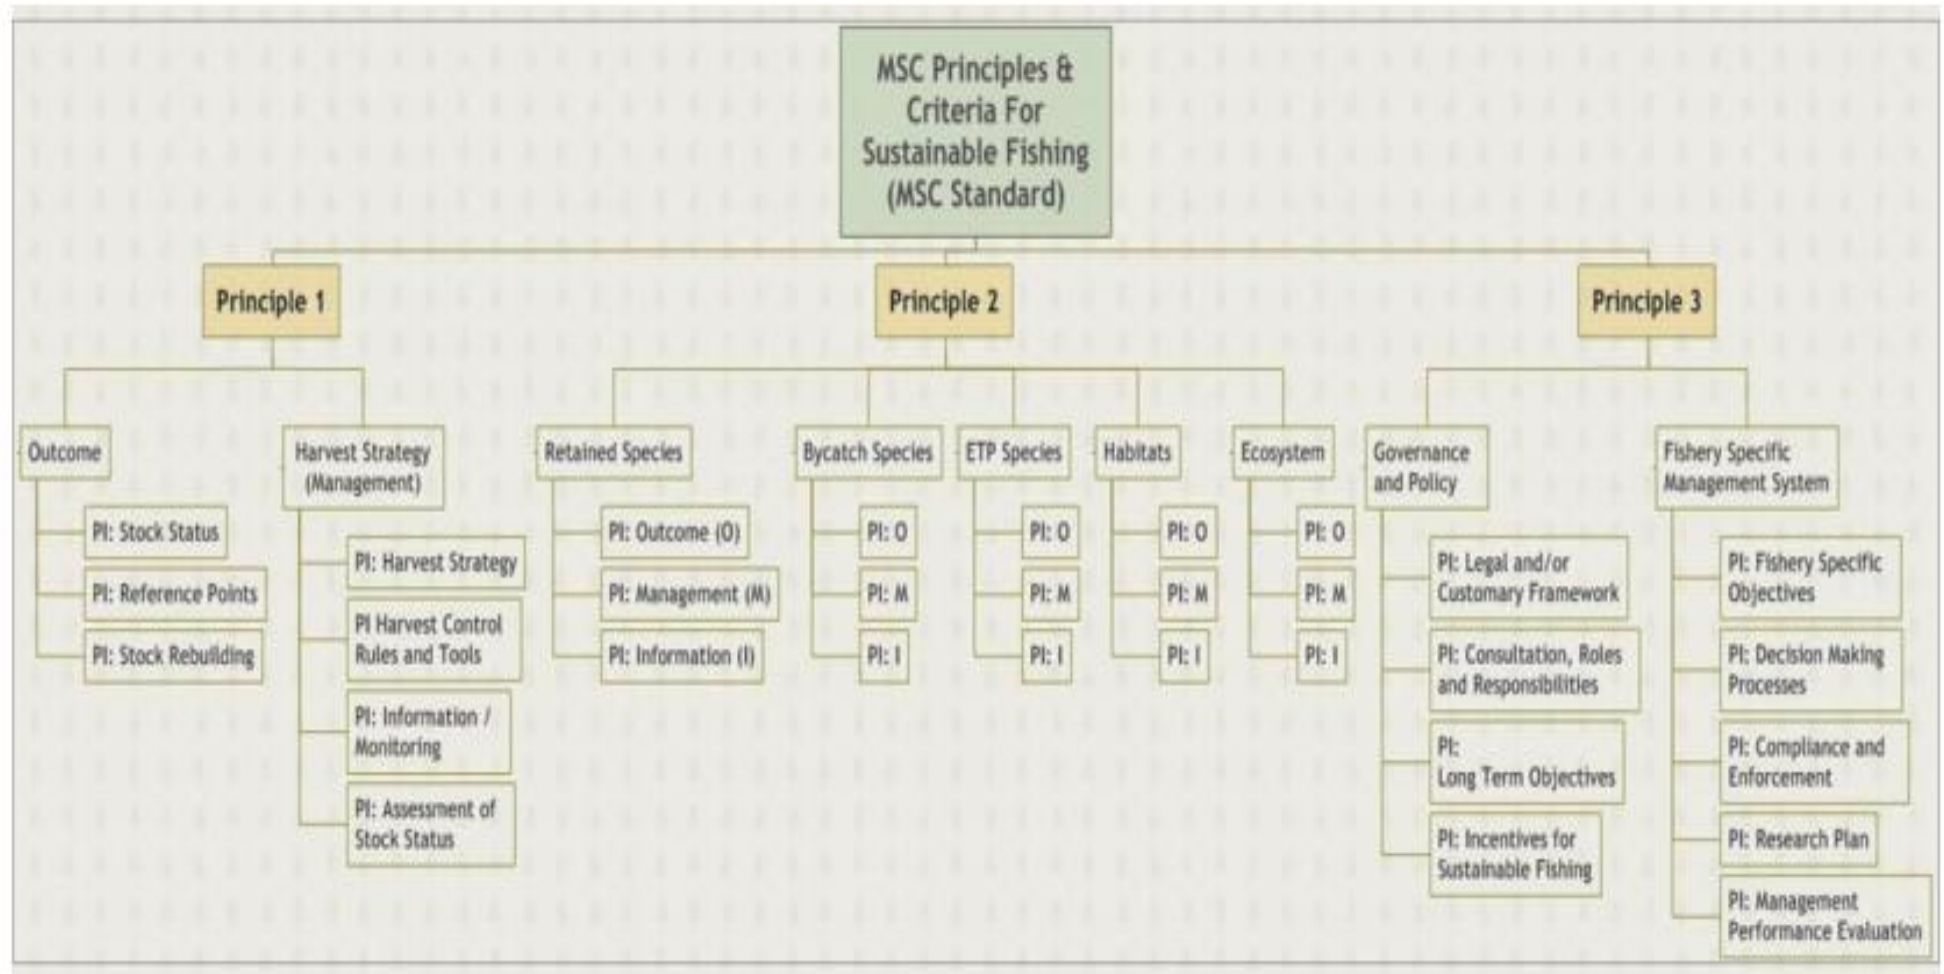 MSC Principles &
Criteria For
Sustainable Fishing
(MSC Standard)
Principle 1
Principle 2
Principle 3
Outcome
PI: Stock Status
PI: Reference Points
PI: Stock Rebuilding
Harvest Strategy
(Management)
PI: Harvest Strategy
PI Harvest Control
Rules and Tools
PI: Information /
Monitoring
PI: Assessment of
Stock Status
Retained Species
PI: Outcome (O)
PI: Management (M)
PI: Information (I)
Bycatch Species
PI: O
PI: M
PI: I
ETP Species
PI: O
PI: M
PI: I
Habitats
PI: O
PI: M
PI: I
Ecosystem
PI: O
PI: M
PI: I
Governance
and Policy
PI: Legal and/or
Customary Framework
PI: Consultation, Roles
and Responsibilities
PI:
Long Term Objectives
PI: Incentives for
Sustainable Fishing
Fishery Specific
Management System
PI: Fishery Specific
Objectives
PI: Decision Making
Processes
PI: Compliance and
Enforcement
PI: Research Plan
PI: Management
Performance Evaluation